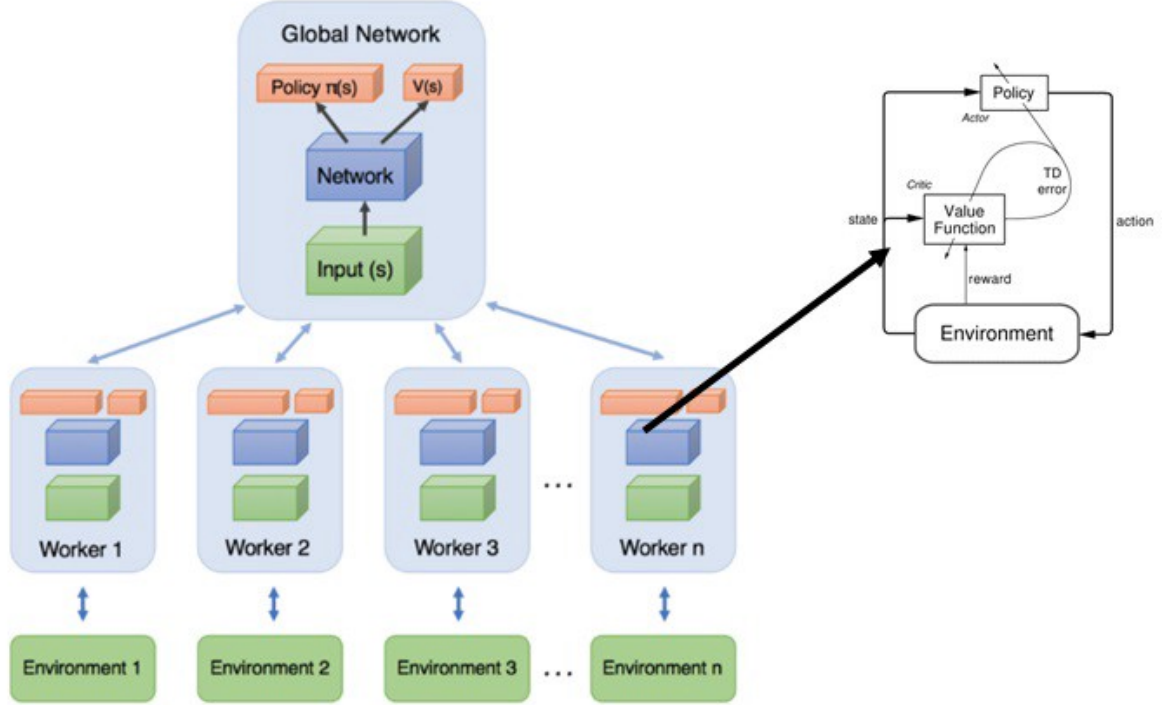 Global Network
Policy π(s)
V(s)
Network
Input (s)
Worker 1
Worker 2
Worker 3
...
Worker n
Environment 1
Environment 2
Environment 3
...
Environment n
Policy
Actor
TD
error
Critic
Value
Function
state
action
reward
Environment